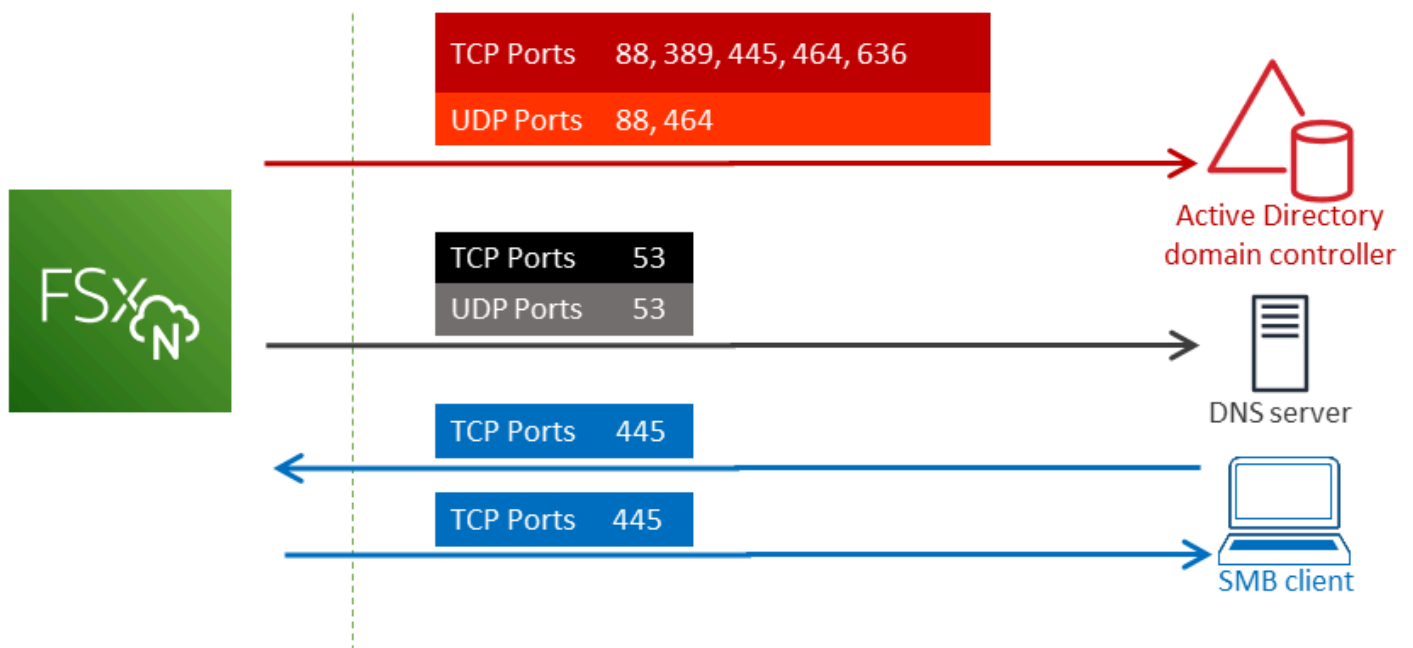 TCP Ports 88, 389, 445, 464, 636
UDP Ports 88, 464
Active Directory
domain controller
TCP Ports 53
UDP Ports 53
FSx
N
DNS server
TCP Ports 445
TCP Ports 445
SMB client